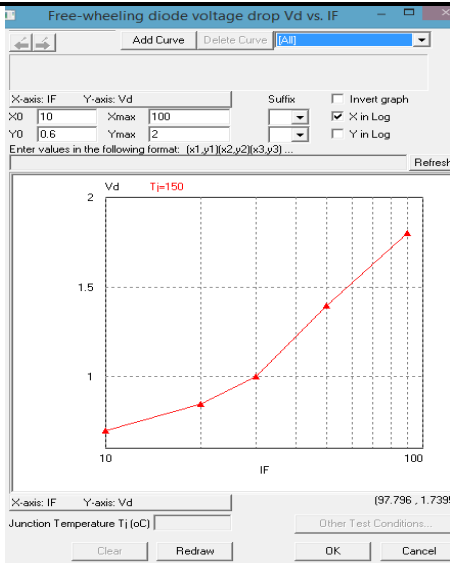 Free-wheeling diode voltage drop Vd vs. IF
Add Curve Delete Curve [All]
X-axis: IF Y-axis: Vd Suffix Invert graph
X0 10 Xmax 100 X in Log
Y0 0.6 Ymax 2 Y in Log
Enter values in the following format: (x1,y1)(x2,y2)(x3,y3) ...
Refresh
Vd Tj=150
2
1.5
1
10 100
IF
X-axis: IF Y-axis: Vd (97.796 , 1.7395
Junction Temperature Tj (oC) Other Test Conditions...
Clear Redraw OK Cancel